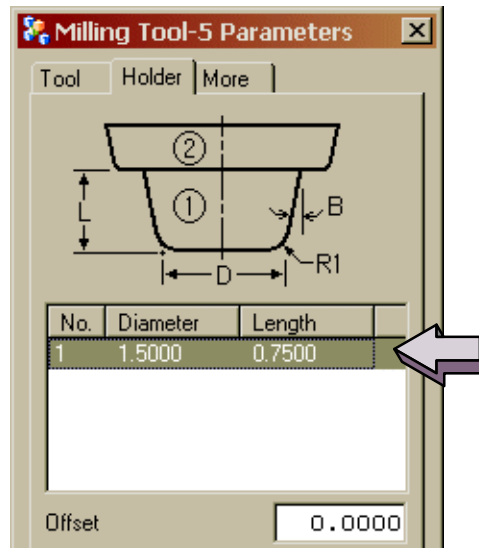 Milling Tool-5 Parameters
Tool Holder More
2
L
1
B
D
R1
No. Diameter Length
1 1.5000 0.7500
Offset 0.0000